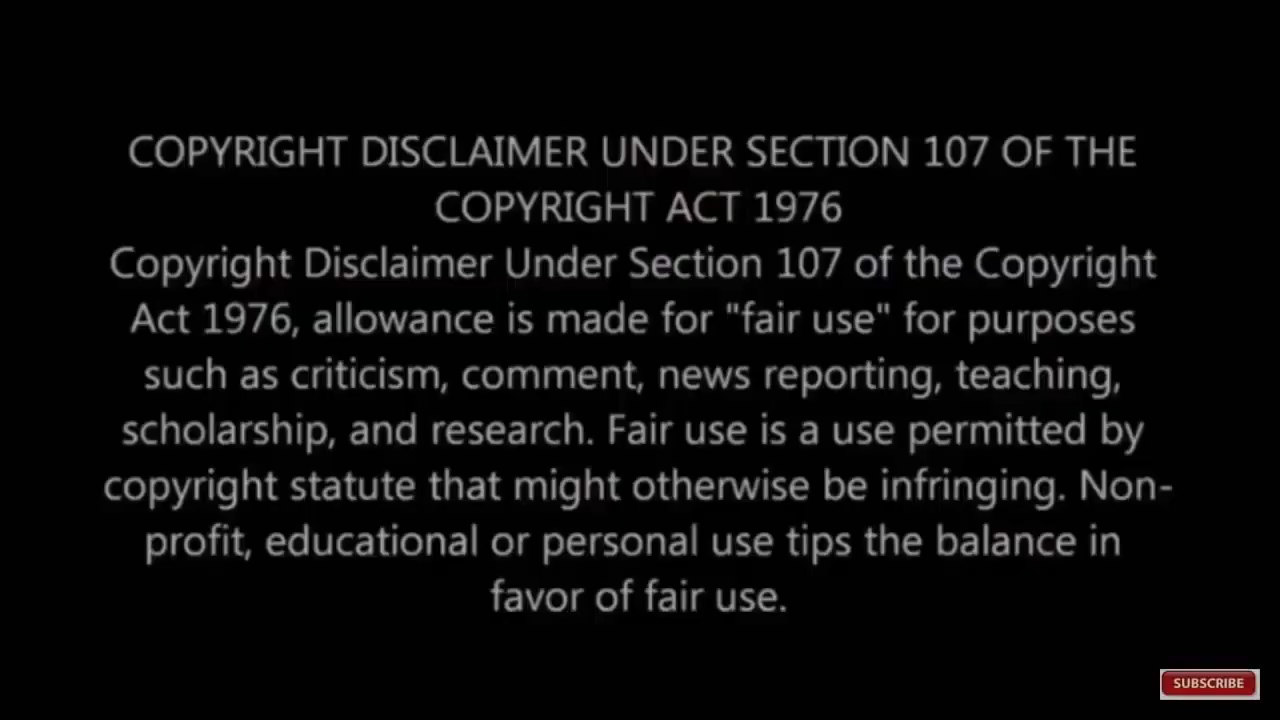 COPYRIGHT DISCLAIMER UNDER SECTION 107 OF THE
COPYRIGHT ACT 1976
Copyright Disclaimer Under Section 107 of the Copyright
Act 1976, allowance is made for "fair use" for purposes
such as criticism, comment, news reporting, teaching,
scholarship, and research. Fair use is a use permitted by
copyright statute that might otherwise be infringing. Non-
profit, educational or personal use tips the balance in
favor of fair use.
SUBSCRIBE